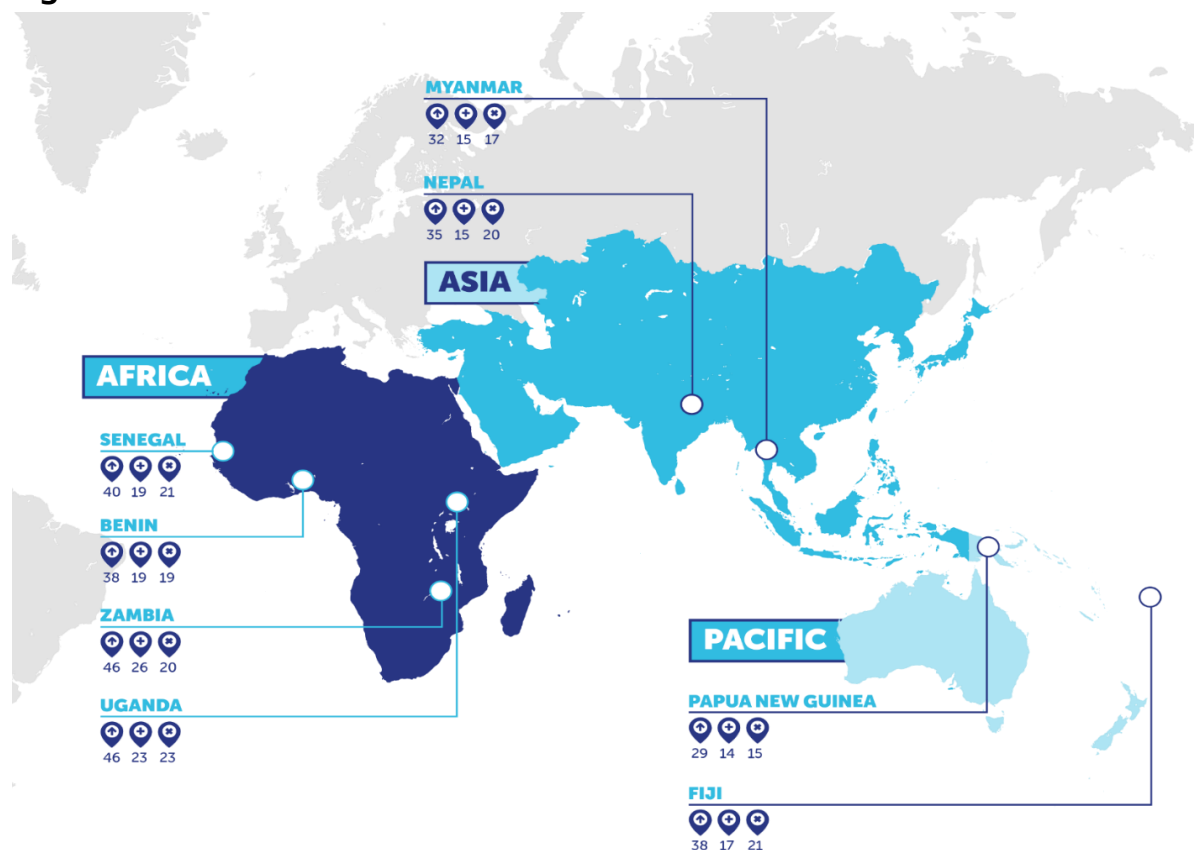 MYANMAR
32 15 17
NEPAL
35 15 20
ASIA
AFRICA
SENEGAL
40 19 21
BENIN
38 19 19
ZAMBIA
46 26 20
UGANDA
46 23 23
PACIFIC
PAPUA NEW GUINEA
29 14 15
FIJI
38 17 21